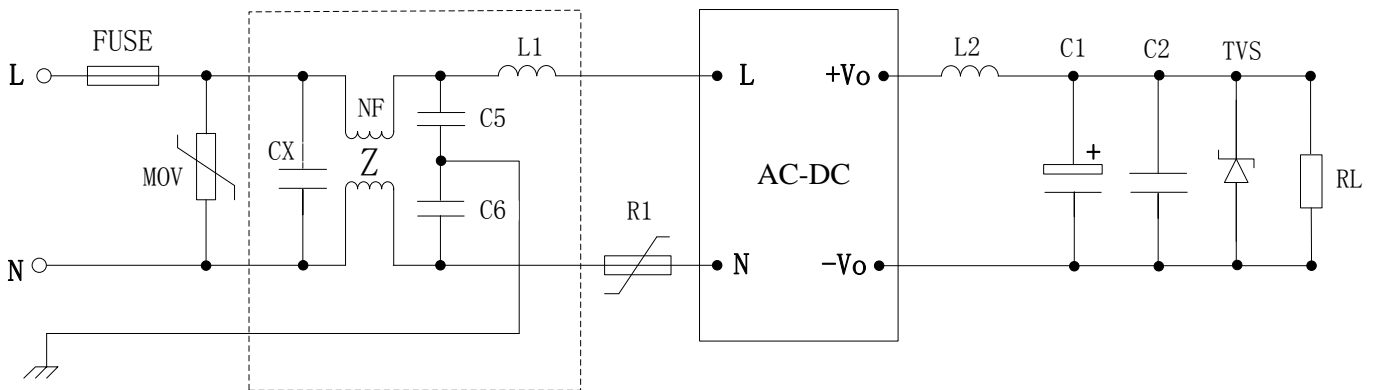 FUSE
L
MOV
N
CX
NF
Z
L1
C5
C6
R1
L
N
AC-DC
+Vo
-Vo
L2
C1
C2
TVS
+
RL